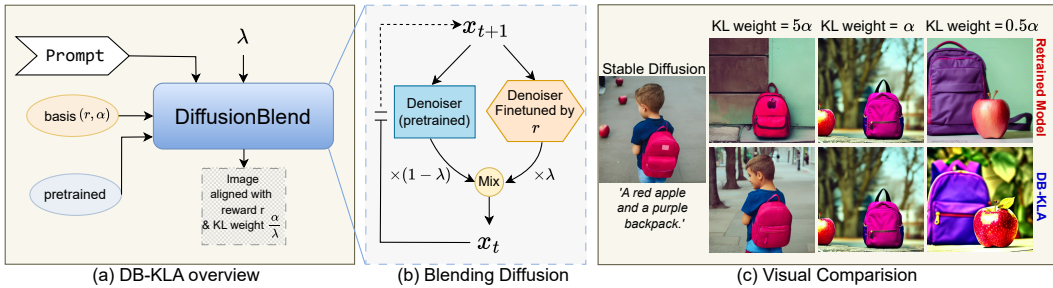 Prompt
λ
basis (r, α)
DiffusionBlend
pretrained
Image
aligned with
reward r
& KL weight α/λ
(a) DB-KLA overview
x_{t+1}
Denoiser
(pretrained)
Denoiser
Finetuned by
r
×(1 − λ)
Mix
×λ
x_t
(b) Blending Diffusion
Stable Diffusion
'A red apple
and a purple
backpack.'
KL weight = 5α
KL weight = α
KL weight = 0.5α
Retrained Model
DB-KLA
(c) Visual Comparision